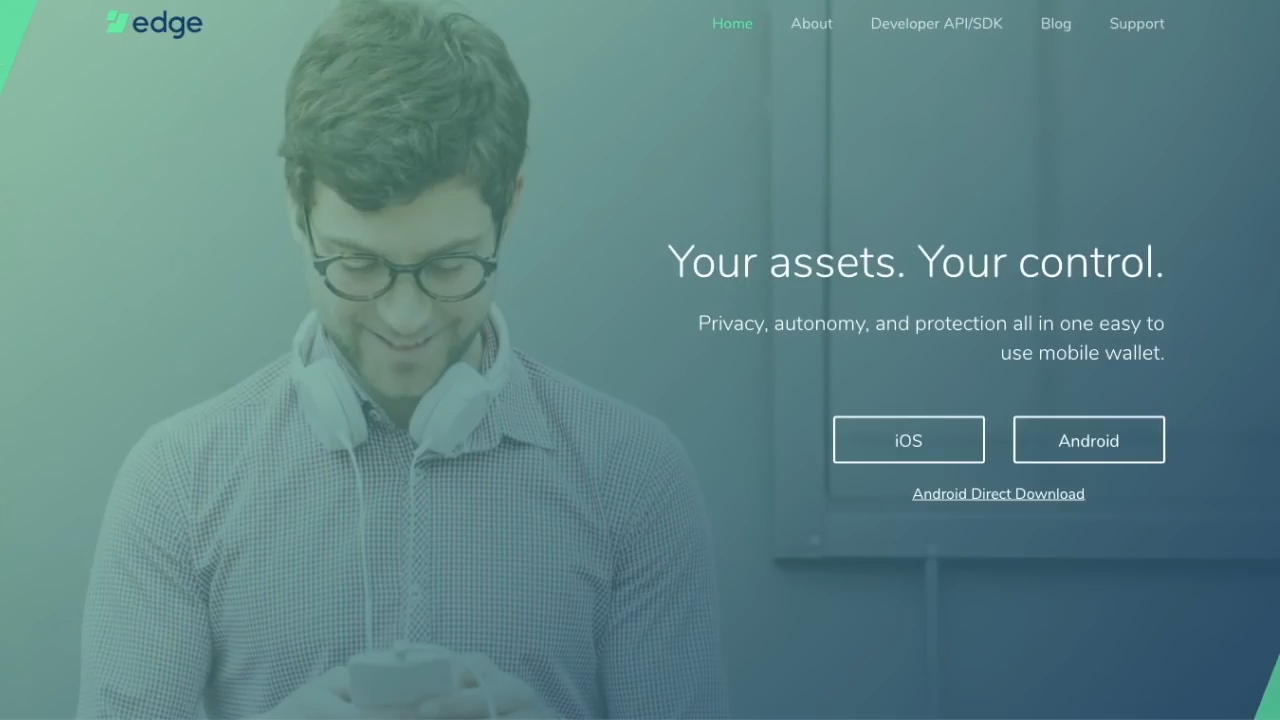 edge
Home About Developer API/SDK Blog Support
Your assets. Your control.
Privacy, autonomy, and protection all in one easy to
use mobile wallet.
iOS Android
Android Direct Download